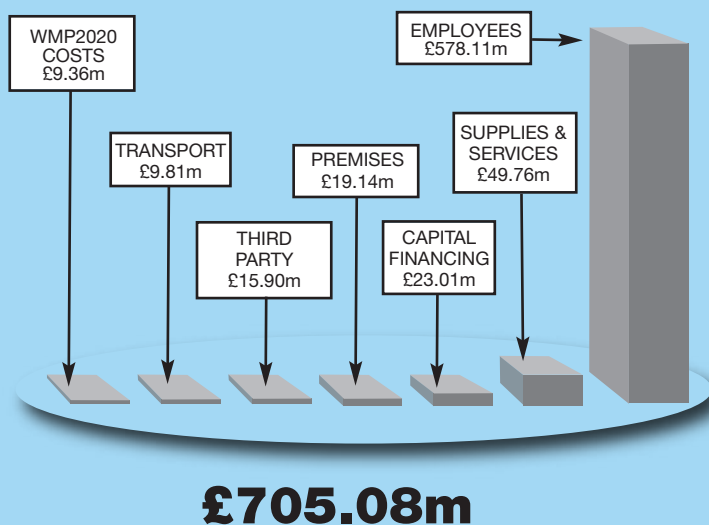 WMP2020
COSTS
£9.36m
TRANSPORT
£9.81m
THIRD
PARTY
£15.90m
PREMISES
£19.14m
CAPITAL
FINANCING
£23.01m
SUPPLIES &
SERVICES
£49.76m
EMPLOYEES
£578.11m
£705.08m